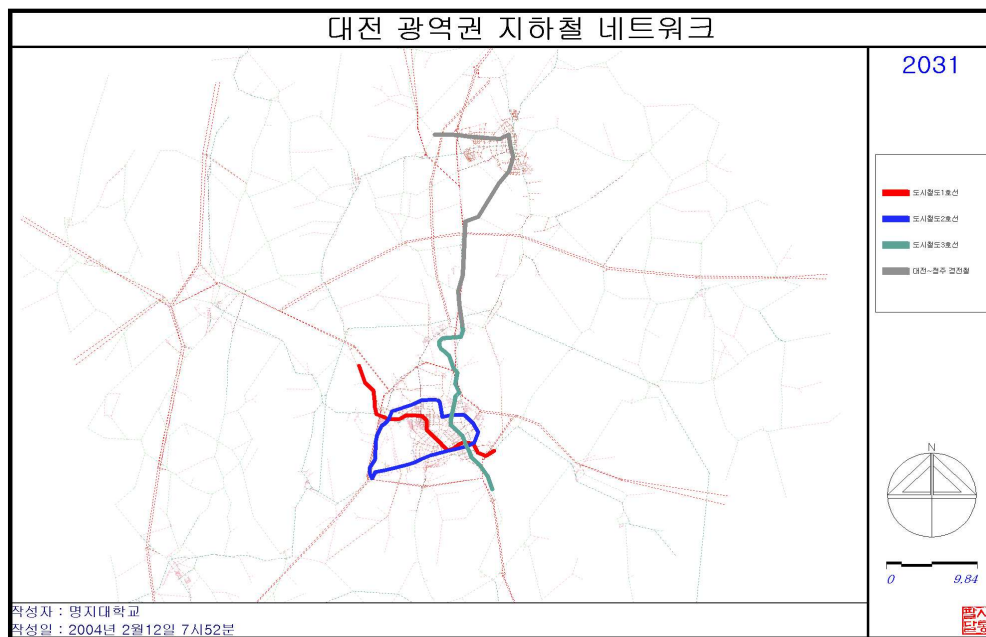 대전 광역권 지하철 네트워크
2031
도시철도1호선
도시철도2호선
도시철도3호선
대전~청주 경전철
N
0 9.84
작성자 : 명지대학교
작성일 : 2004년 2월12일 7시52분